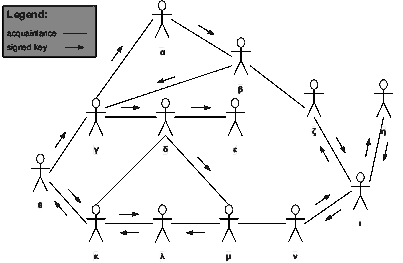 Legend:
acquaintance
signed key
α
β
γ
δ
ε
ζ
η
θ
ι
κ
λ
μ
ν